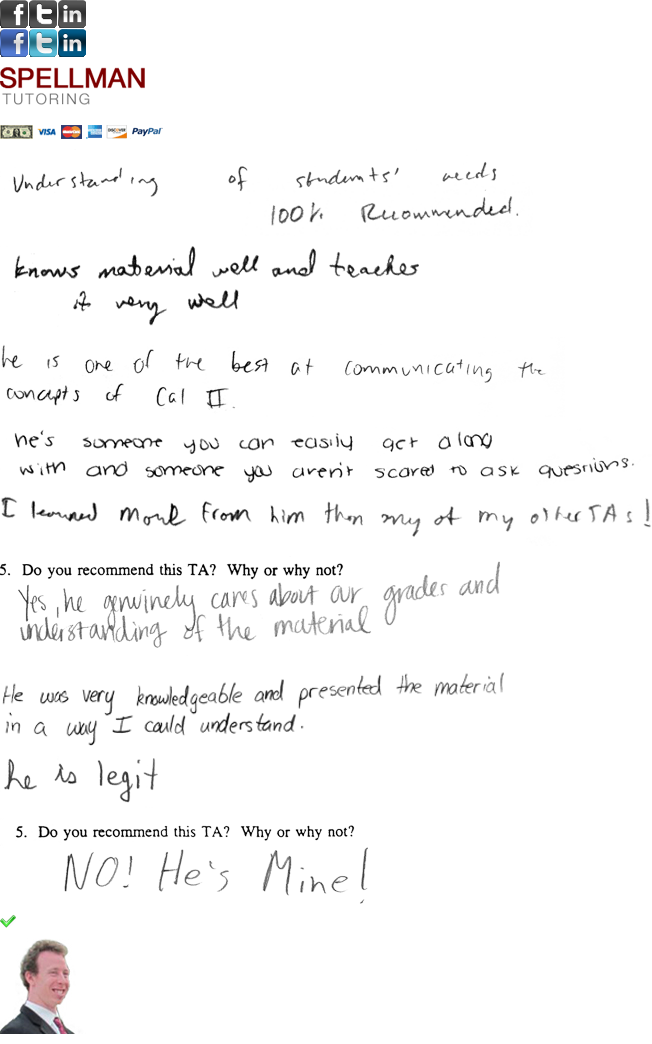 f t in
f t in
SPELLMAN
TUTORING
VISA MasterCard DISCOVER PayPal
Understanding of students' needs
100% Recommended.
knows material well and teaches
it very well
he is one of the best at communicating the
concepts of Cal II.
he's someone you can easily get along
with and someone you aren't scared to ask questions.
I learned more from him then any of my other TAs!
5. Do you recommend this TA? Why or why not?
Yes, he genuinely cares about our grades and
understanding of the material
He was very knowledgeable and presented the material
in a way I could understand.
he is legit
5. Do you recommend this TA? Why or why not?
NO! He's Mine!